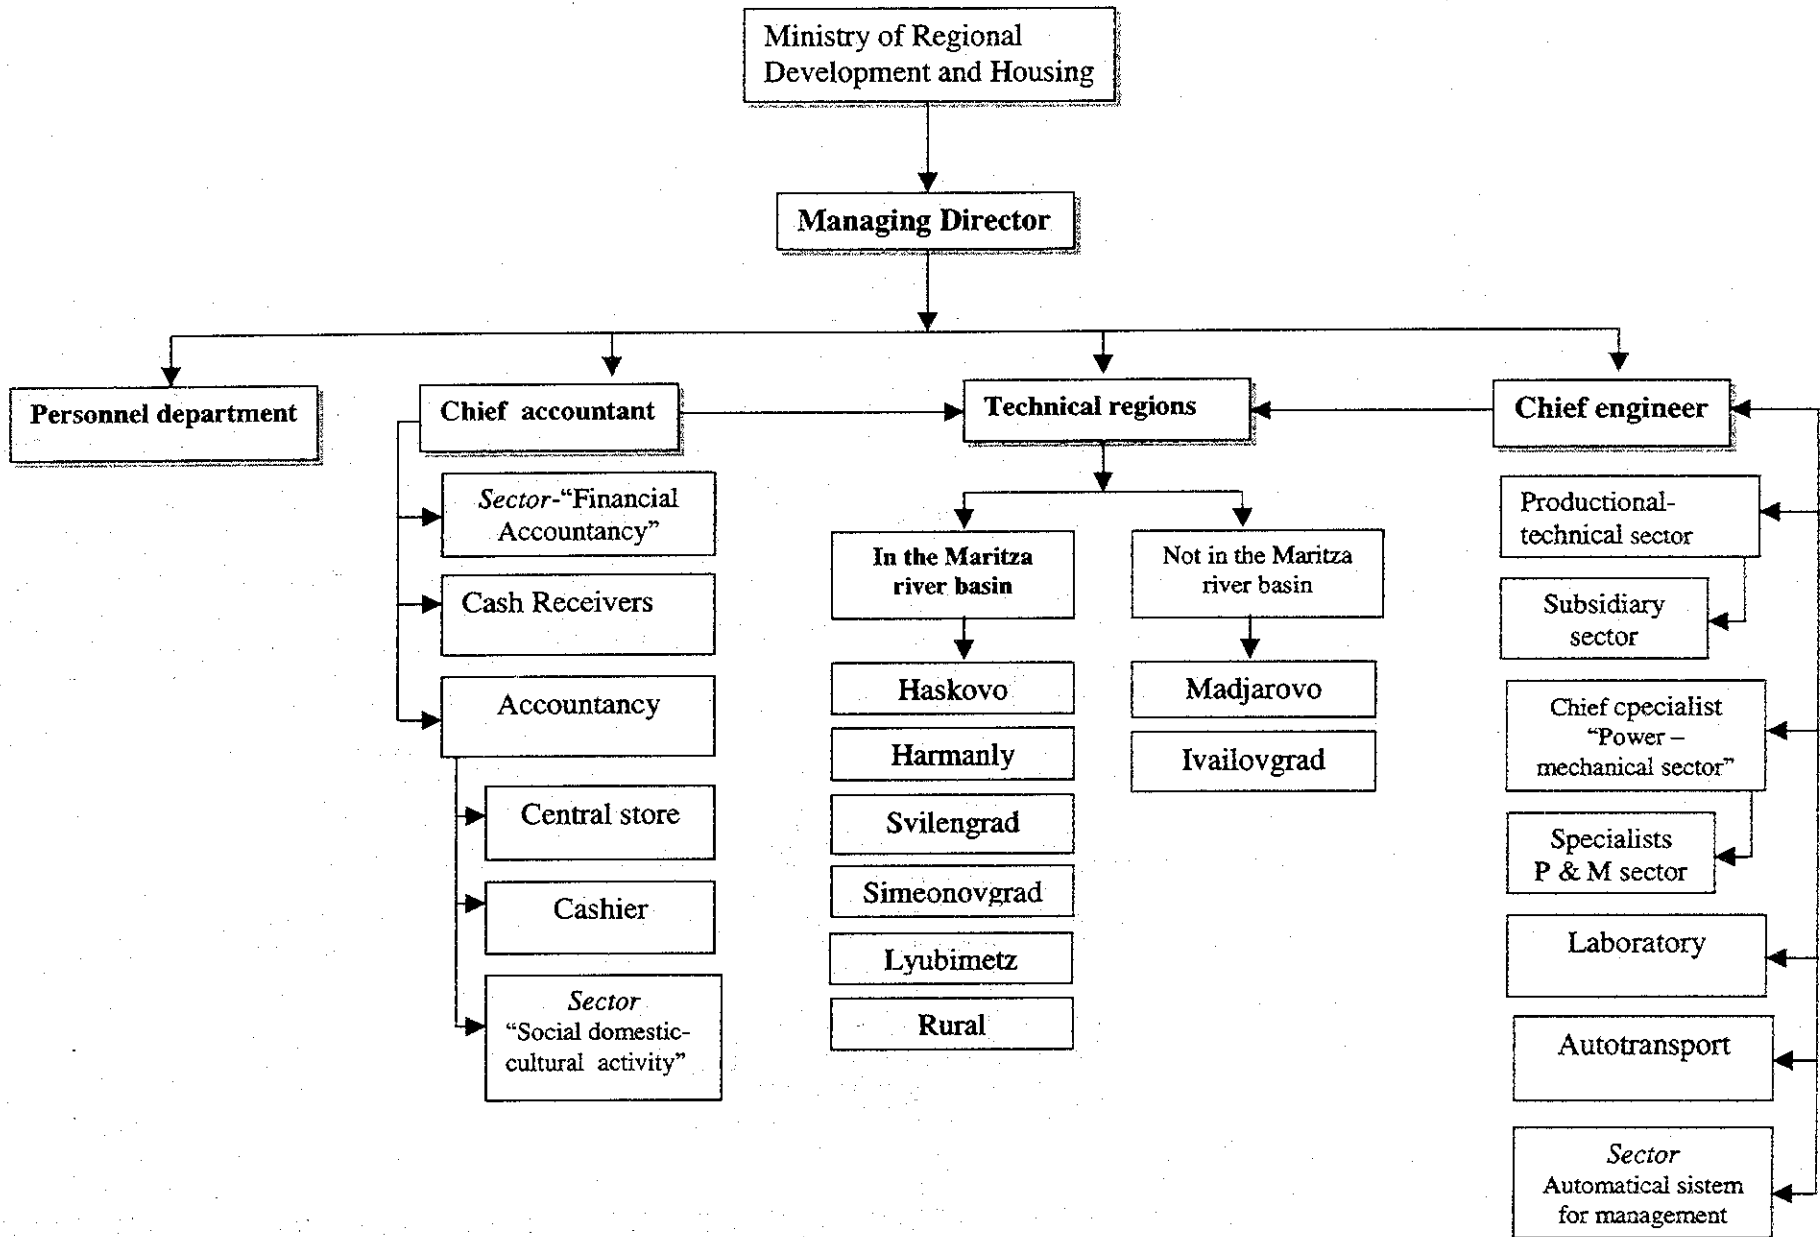 Ministry of Regional
Development and Housing
Managing Director
Personnel department
Chief accountant
Technical regions
Chief engineer
Sector-“Financial
Accountancy”
Cash Receivers
Accountancy
Central store
Cashier
Sector
“Social domestic-
cultural activity”
In the Maritza
river basin
Haskovo
Harmanly
Svilengrad
Simeonovgrad
Lyubimetz
Rural
Not in the Maritza
river basin
Madjarovo
Ivailovgrad
Productional-
technical sector
Subsidiary
sector
Chief cpecialist
“Power –
mechanical sector”
Specialists
P & M sector
Laboratory
Autotransport
Sector
Automatical sistem
for management